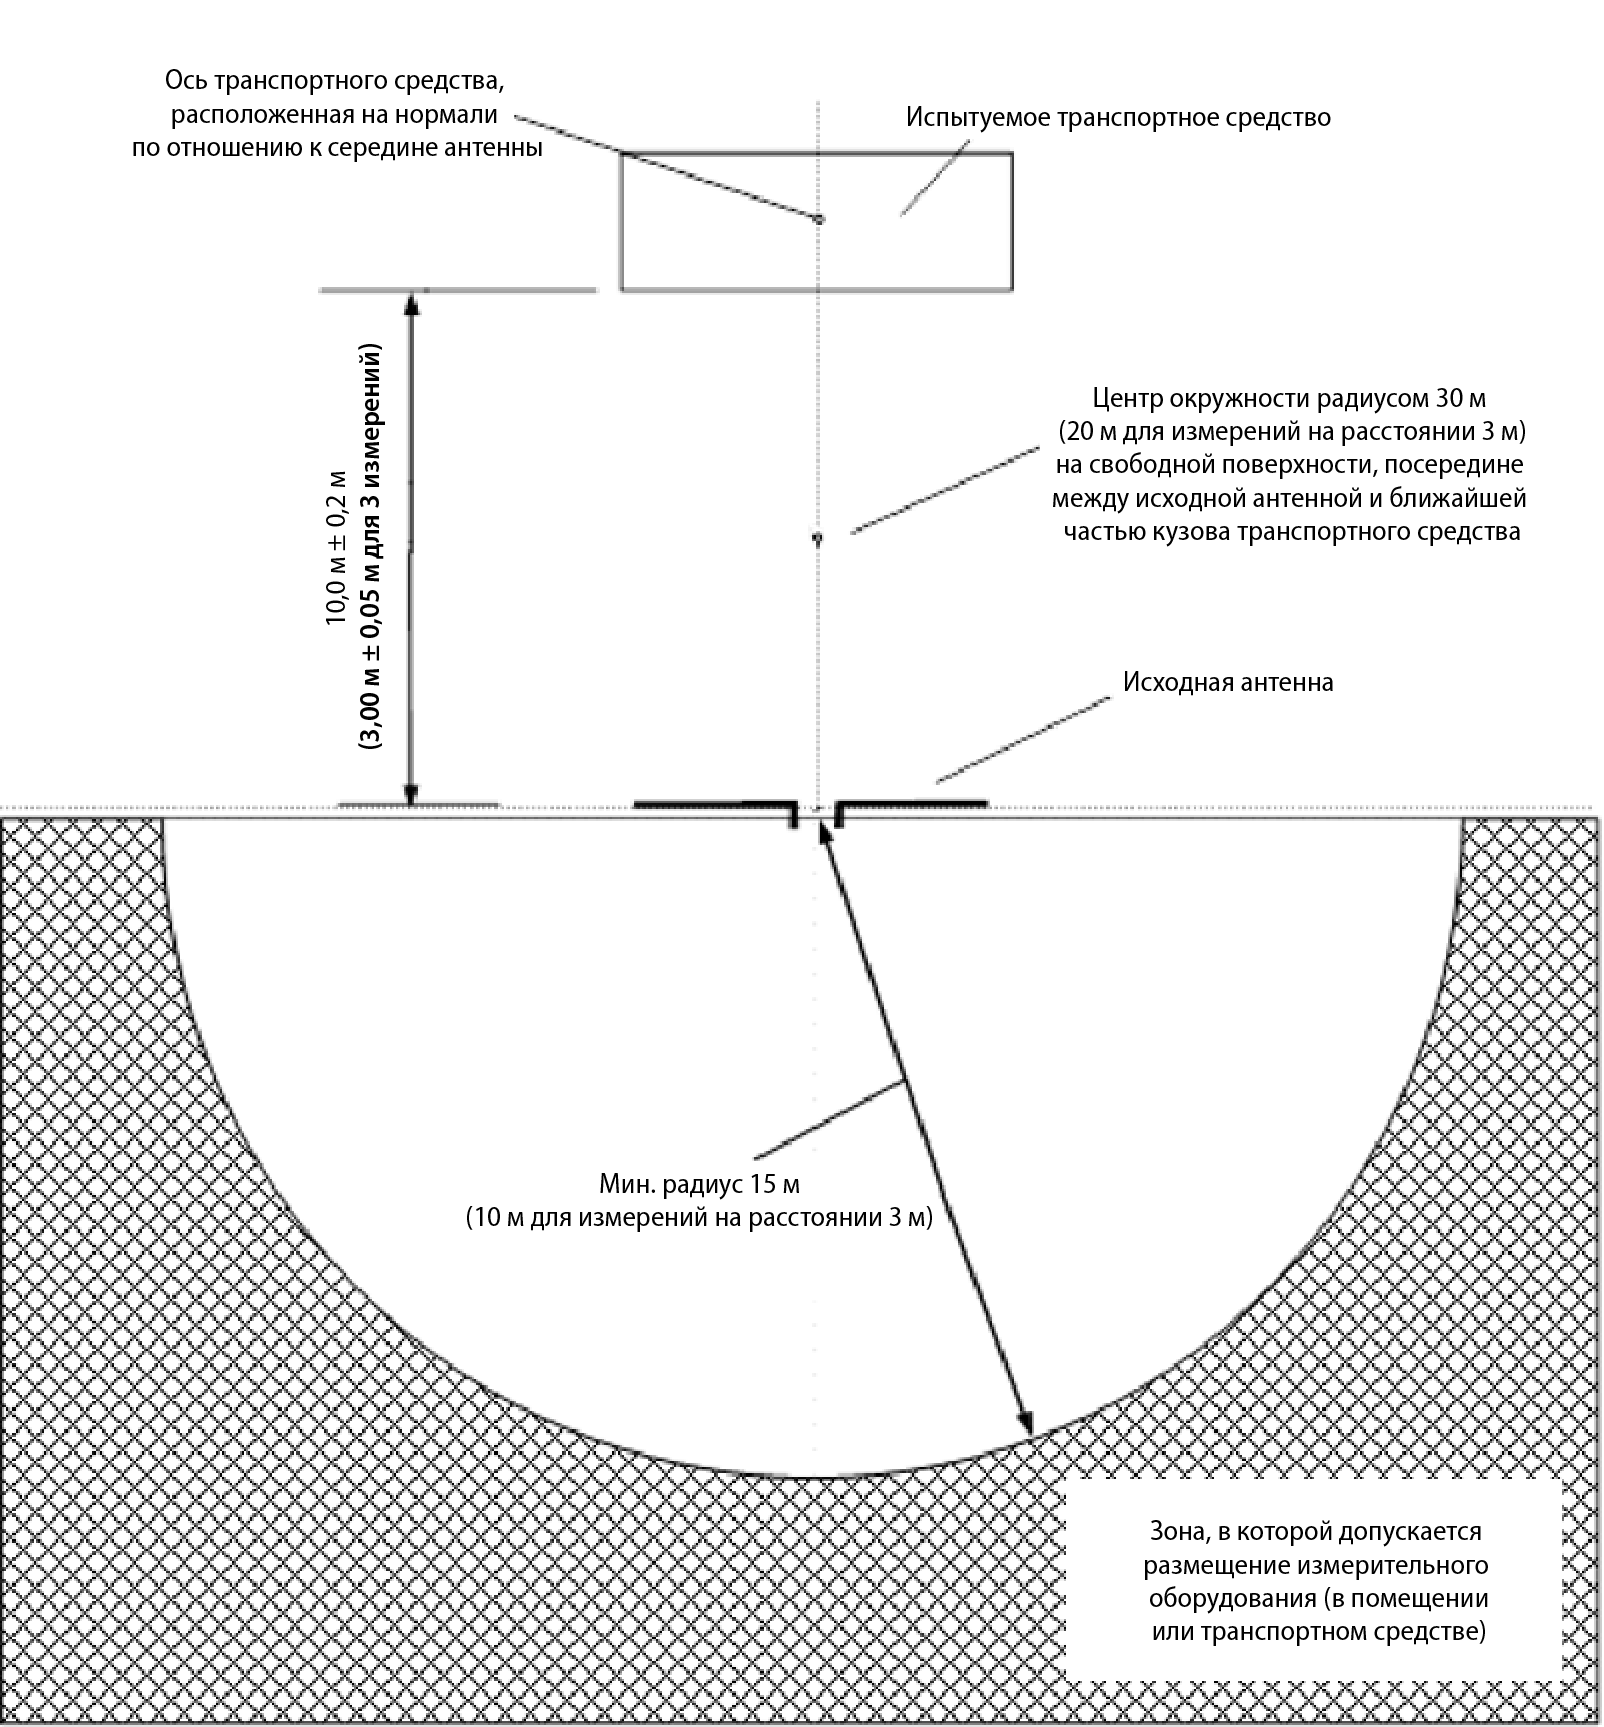 Ось транспортного средства,
расположенная на нормали
по отношению к середине антенны
Испытуемое транспортное средство
10,0 м ± 0,2 м
(3,00 м ± 0,05 м для 3 измерений)
Центр окружности радиусом 30 м
(20 м для измерений на расстоянии 3 м)
на свободной поверхности, посередине
между исходной антенной и ближайшей
частью кузова транспортного средства
Исходная антенна
Мин. радиус 15 м
(10 м для измерений на расстоянии 3 м)
Зона, в которой допускается
размещение измерительного
оборудования (в помещении
или транспортном средстве)